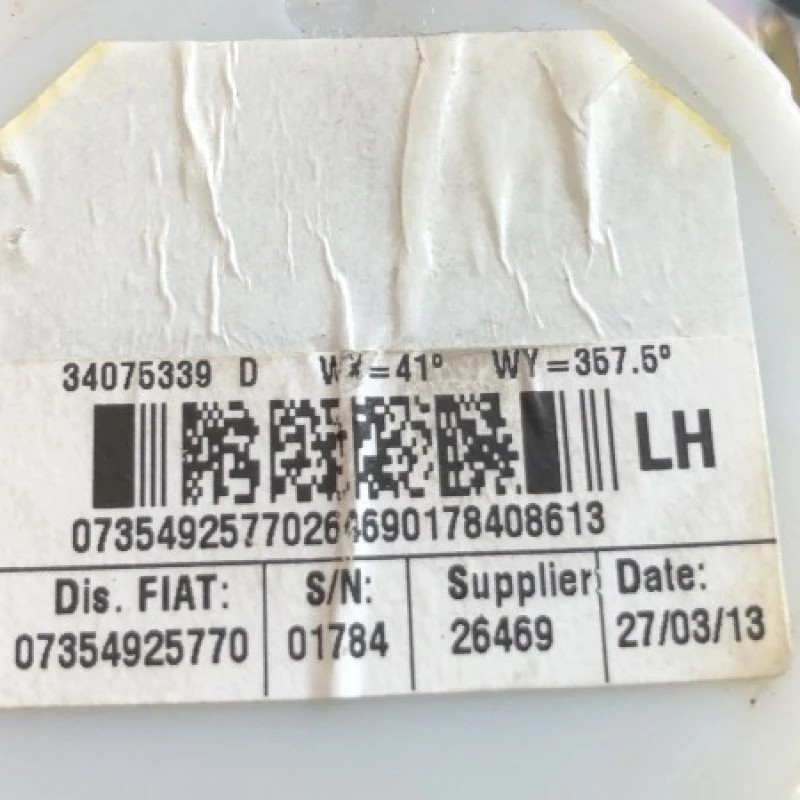 34075339 D WX=41° WY=357.5°
LH
07354925770264690178408613
Dis. FIAT: S/N: Supplier: Date:
07354925770 01784 26469 27/03/13